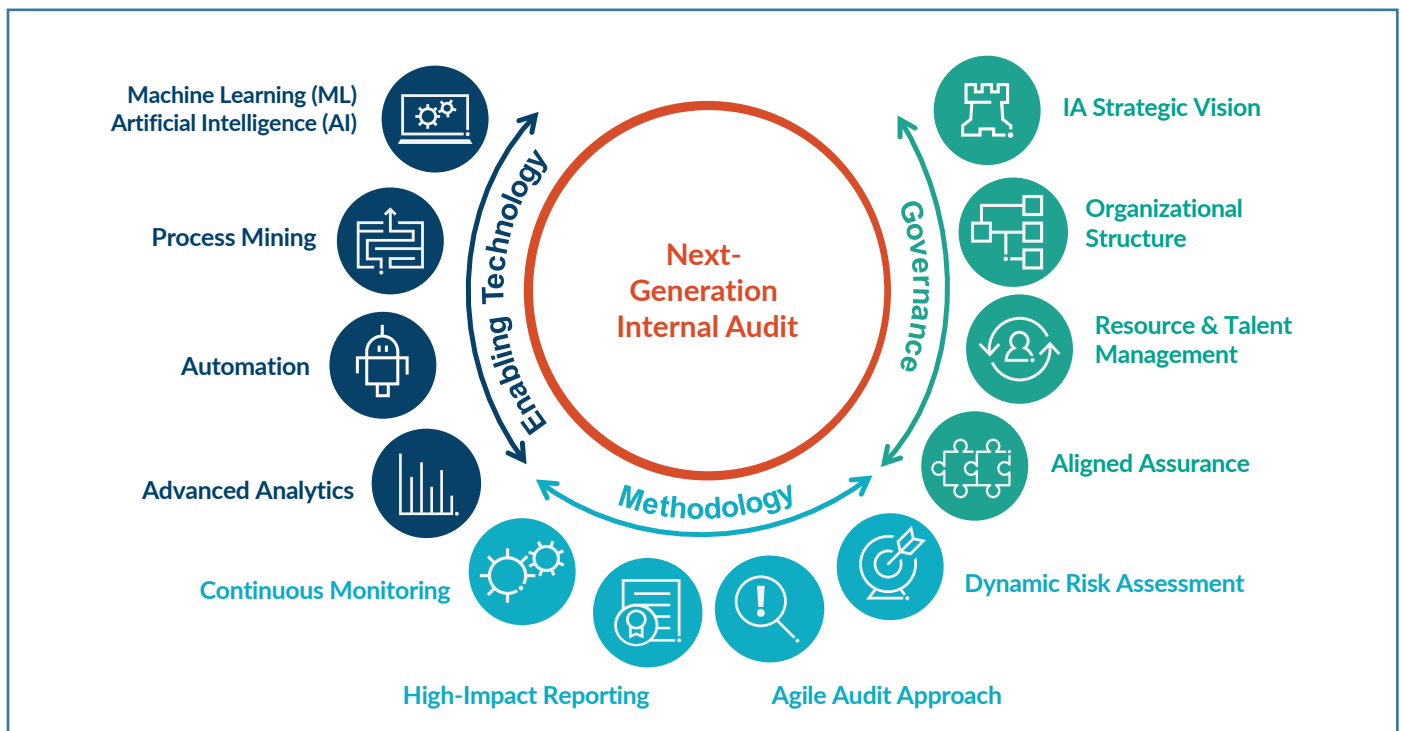 Machine Learning (ML)
Artificial Intelligence (AI)
Process Mining
Automation
Advanced Analytics
Enabling Technology
Next-
Generation
Internal Audit
Governance
IA Strategic Vision
Organizational
Structure
Resource & Talent
Management
Aligned Assurance
Methodology
Continuous Monitoring
Dynamic Risk Assessment
High-Impact Reporting
Agile Audit Approach